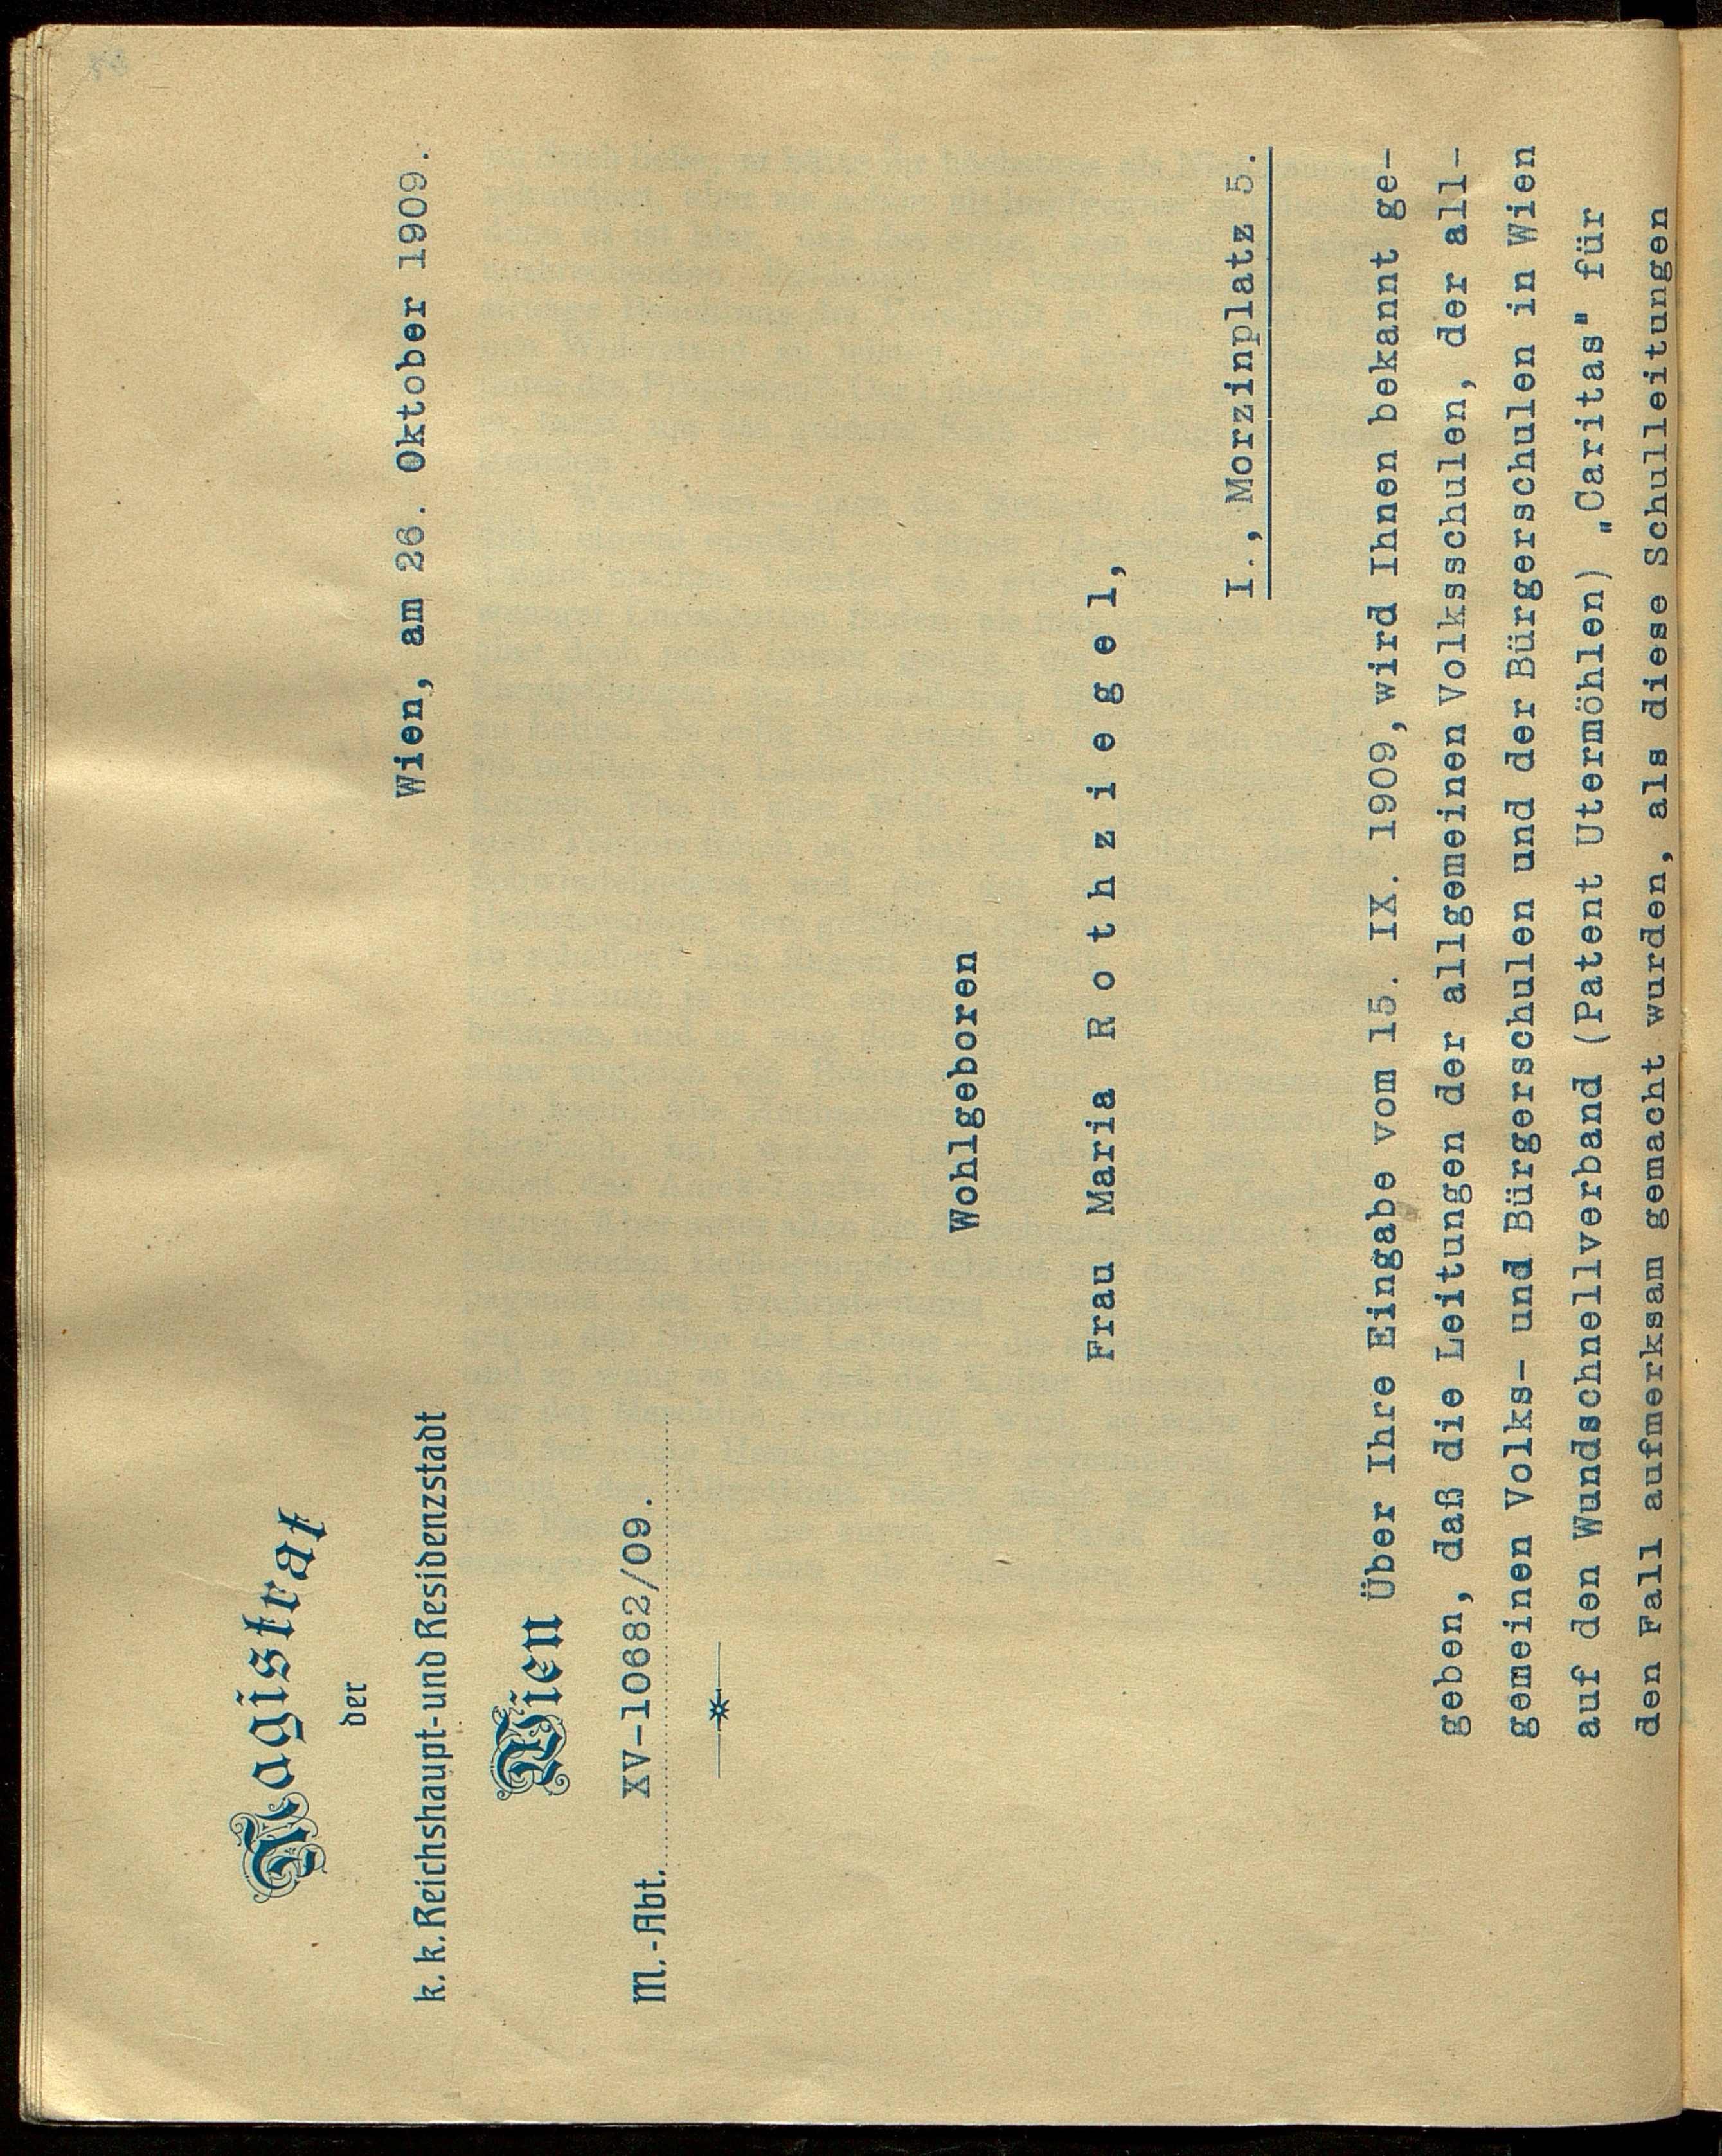 Magistrat
der
k. k. Reichshaupt- und Residenzstadt
Wien
M.-Abt. XV-10682/09.
Wien, am 26. Oktober 1909.
Wohlgeboren
Frau Maria Rothziegel,
I., Morzinplatz 5.
Über Ihre Eingabe vom 15. IX. 1909, wird Ihnen bekannt ge-
geben, daß die Leitungen der allgemeinen Volksschulen, der all-
gemeinen Volks- und Bürgerschulen und der Bürgerschulen in Wien
auf den Wundschnellverband (Patent Utermöhlen) „Caritas" für
den Fall aufmerksam gemacht wurden, als diese Schulleitungen